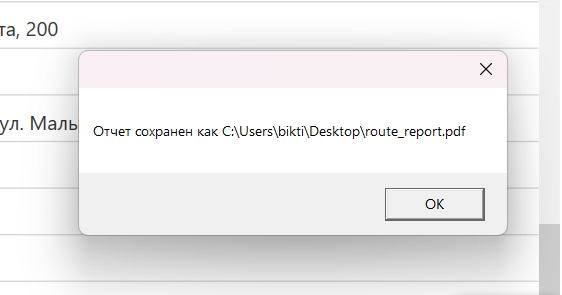 та, 200
ул. Маль
Отчет сохранен как C:\Users\bikti\Desktop\route_report.pdf
OK